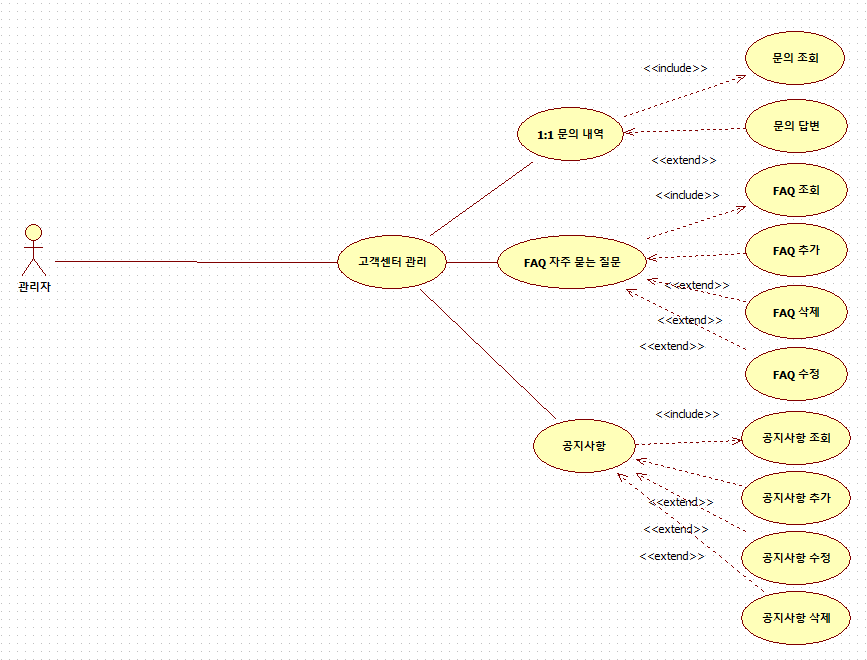 문의 조회
<<include>>
1:1 문의 내역
문의 답변
<<extend>>
FAQ 조회
<<include>>
관리자
고객센터 관리
FAQ 자주 묻는 질문
FAQ 추가
<<extend>>
FAQ 삭제
<<extend>>
<<extend>>
FAQ 수정
<<include>>
공지사항
공지사항 조회
공지사항 추가
<<extend>>
<<extend>>
<<extend>>
공지사항 수정
공지사항 삭제